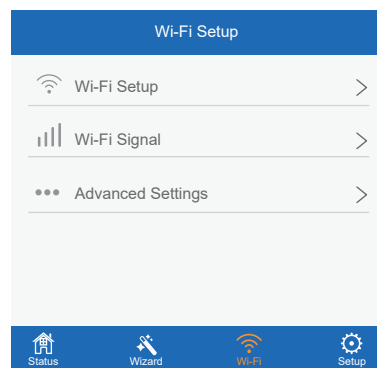 Wi-Fi Setup
Wi-Fi Setup
Wi-Fi Signal
Advanced Settings
Status Wizard Wi-Fi Setup